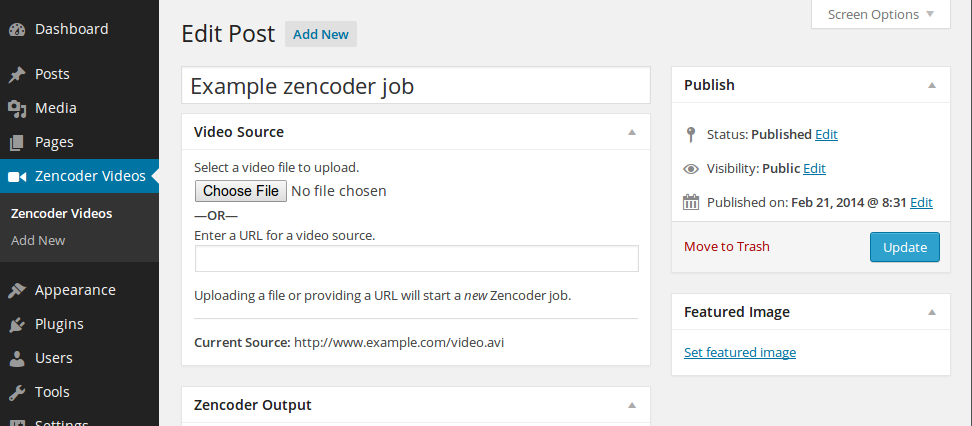 Dashboard
Posts
Media
Pages
Zencoder Videos
Zencoder Videos
Add New
Appearance
Plugins
Users
Tools
Settings
Screen Options
Edit Post Add New
Example zencoder job
Video Source
Select a video file to upload.
Choose File No file chosen
—OR—
Enter a URL for a video source.
Uploading a file or providing a URL will start a new Zencoder job.
Current Source: http://www.example.com/video.avi
Zencoder Output
Publish
Status: Published Edit
Visibility: Public Edit
Published on: Feb 21, 2014 @ 8:31 Edit
Move to Trash Update
Featured Image
Set featured image